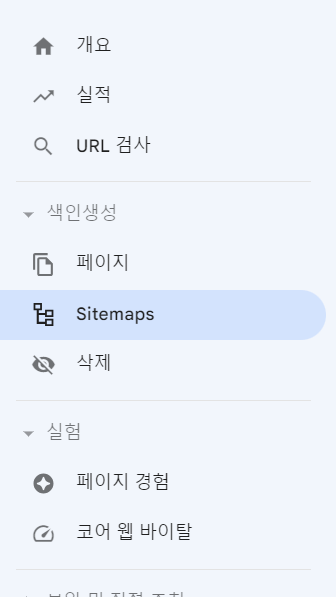 개요
실적
URL 검사
색인생성
페이지
Sitemaps
삭제
실험
페이지 경험
코어 웹 바이탈